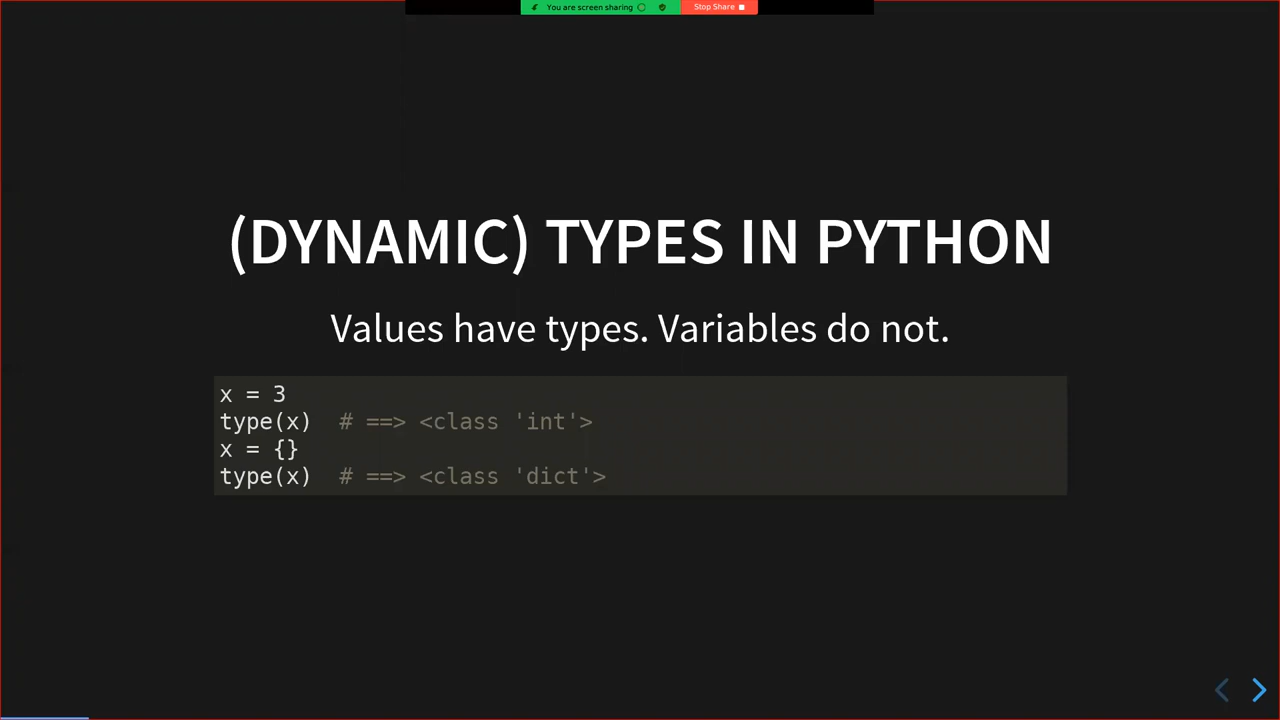 You are screen sharing
Stop Share
(DYNAMIC) TYPES IN PYTHON
Values have types. Variables do not.
x = 3
type(x)  # ==> <class 'int'>
x = {}
type(x)  # ==> <class 'dict'>